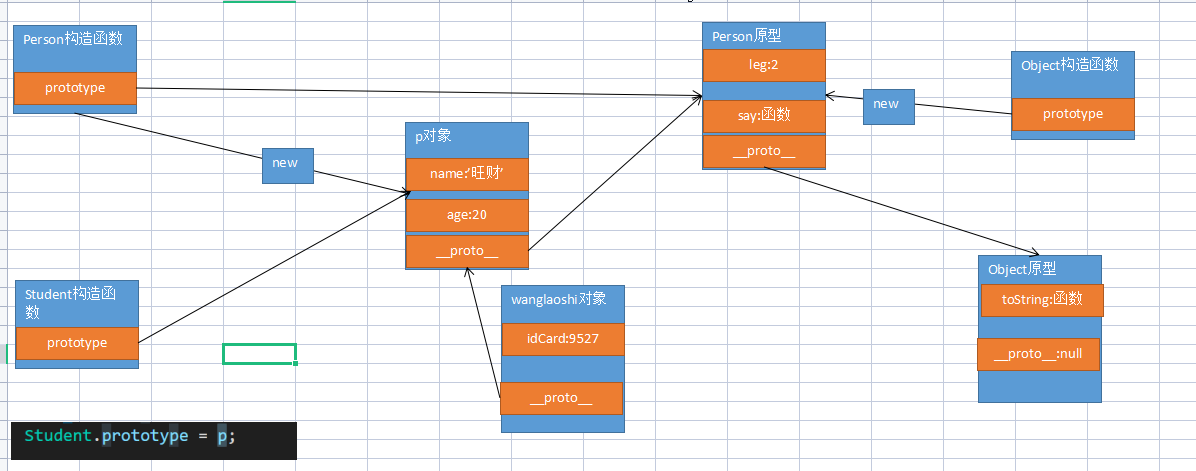 Person构造函数
prototype
new
p对象
name:'旺财'
age:20
__proto__
Student构造函
数
prototype
wanglaoshi对象
idCard:9527
__proto__
Person原型
leg:2
say:函数
__proto__
new
Object构造函数
prototype
Object原型
toString:函数
__proto__:null
Student.prototype = p;